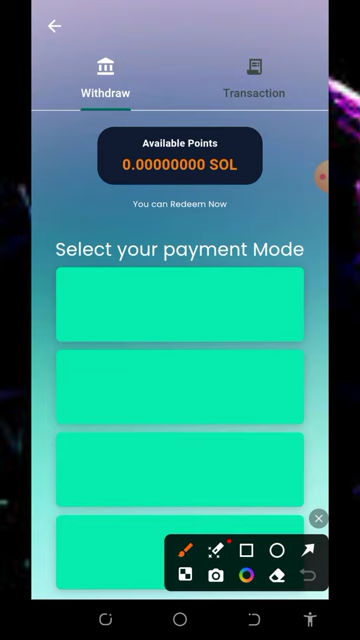 Withdraw
Transaction
Available Points
0.00000000 SOL
You can Redeem Now
Select your payment Mode